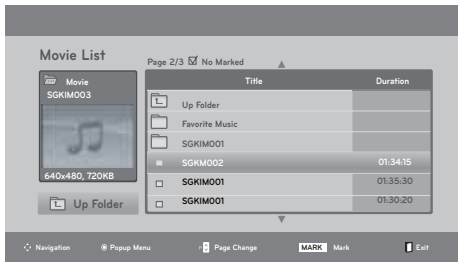 Movie List
Page 2/3 ☑ No Marked
Movie
SGKIM003
640x480, 720KB
Up Folder
Title Duration
Up Folder
Favorite Music
SGKIM001
SGKM002 01:34:15
SGKIM001 01:35:30
SGKIM001 01:30:20
Navigation Popup Menu P Page Change MARK Mark Exit